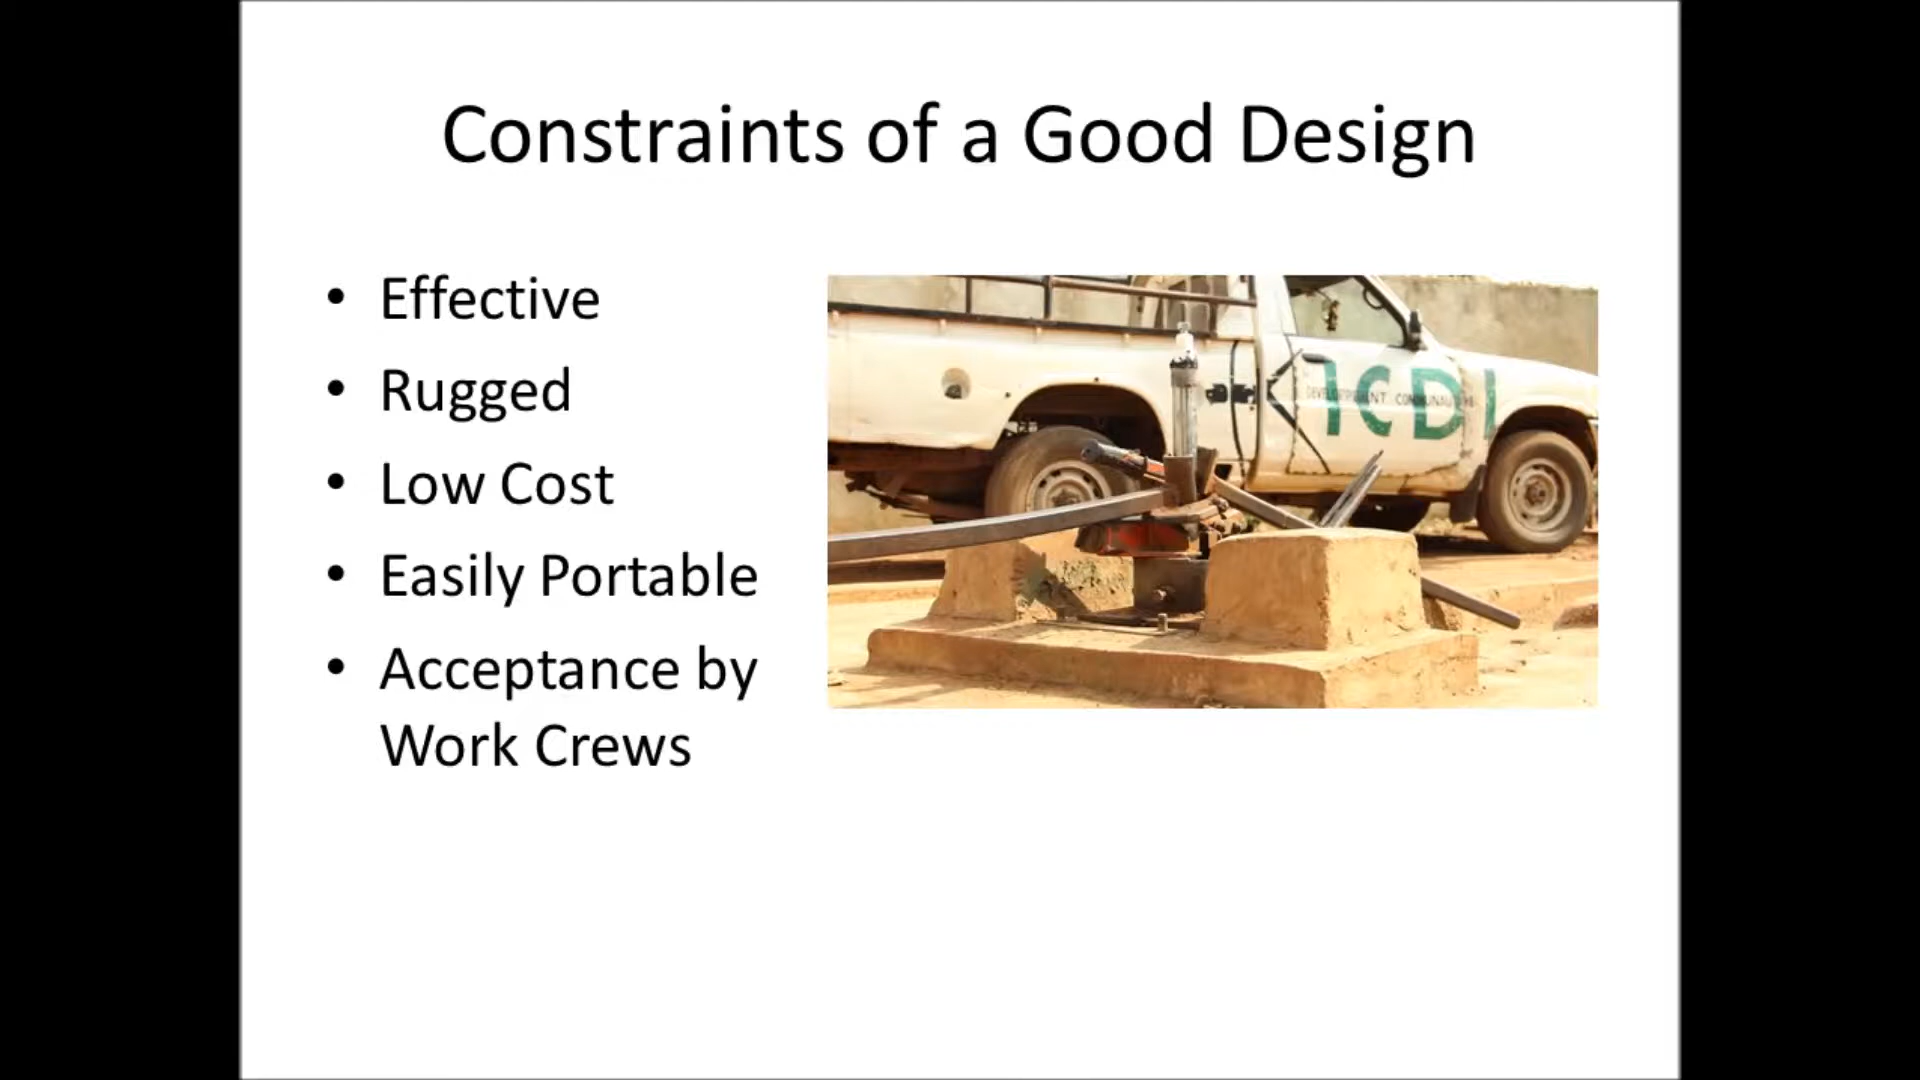 Constraints of a Good Design
• Effective
• Rugged
• Low Cost
• Easily Portable
• Acceptance by
Work Crews
ICDI